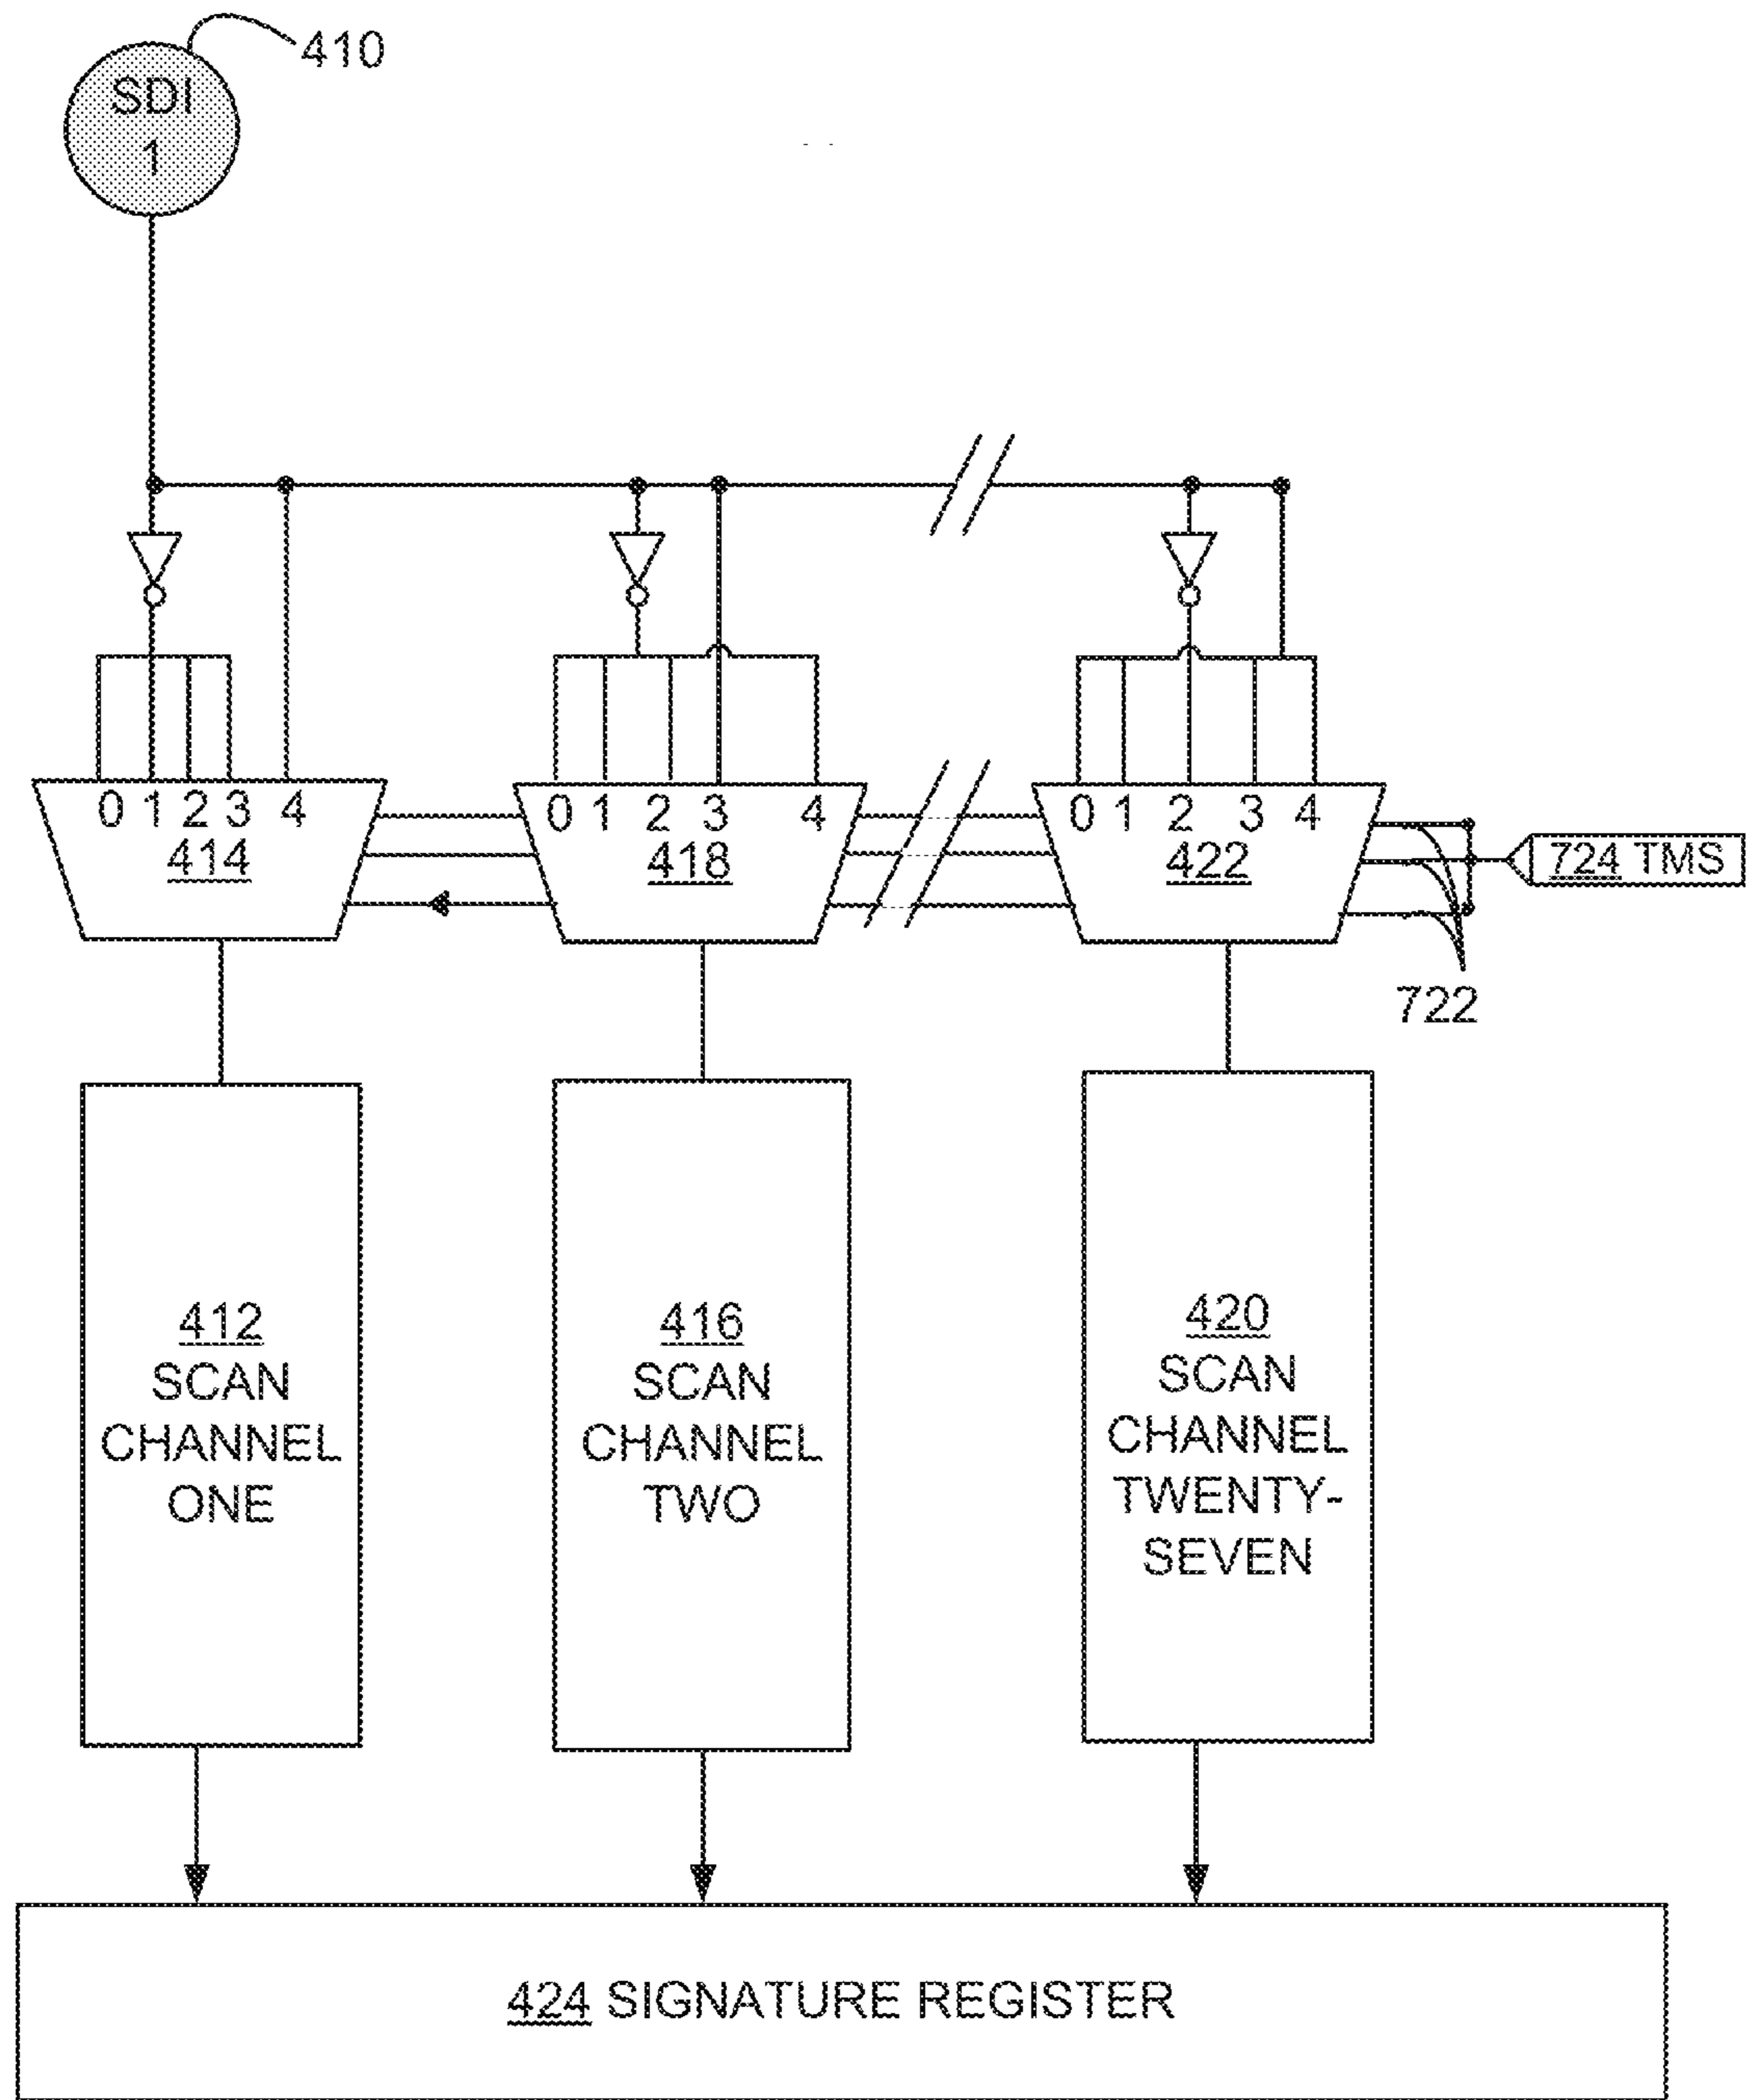 410
SDI
1
0 1 2 3 4
414
0 1 2 3 4
418
0 1 2 3 4
422
724 TMS
722
412
SCAN
CHANNEL
ONE
416
SCAN
CHANNEL
TWO
420
SCAN
CHANNEL
TWENTY-
SEVEN
424 SIGNATURE REGISTER